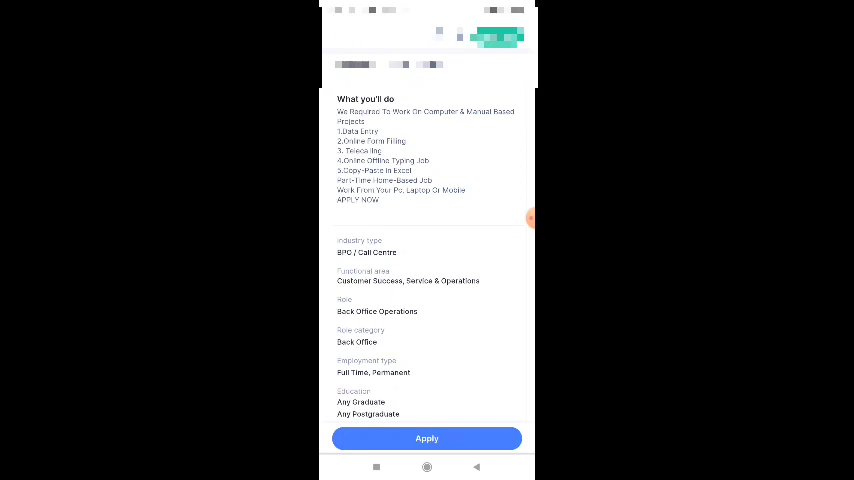 What you'll do
We Required To Work On Computer & Manual Based
Projects
1.Data Entry
2.Online Form Filling
3. Telecalling
4.Online Offline Typing Job
5.Copy-Paste In Excel
Part-Time Home-Based Job
Work From Your Pc, Laptop Or Mobile
APPLY NOW
Industry type
BPO / Call Centre
Functional area
Customer Success, Service & Operations
Role
Back Office Operations
Role category
Back Office
Employment type
Full Time, Permanent
Education
Any Graduate
Any Postgraduate
Apply